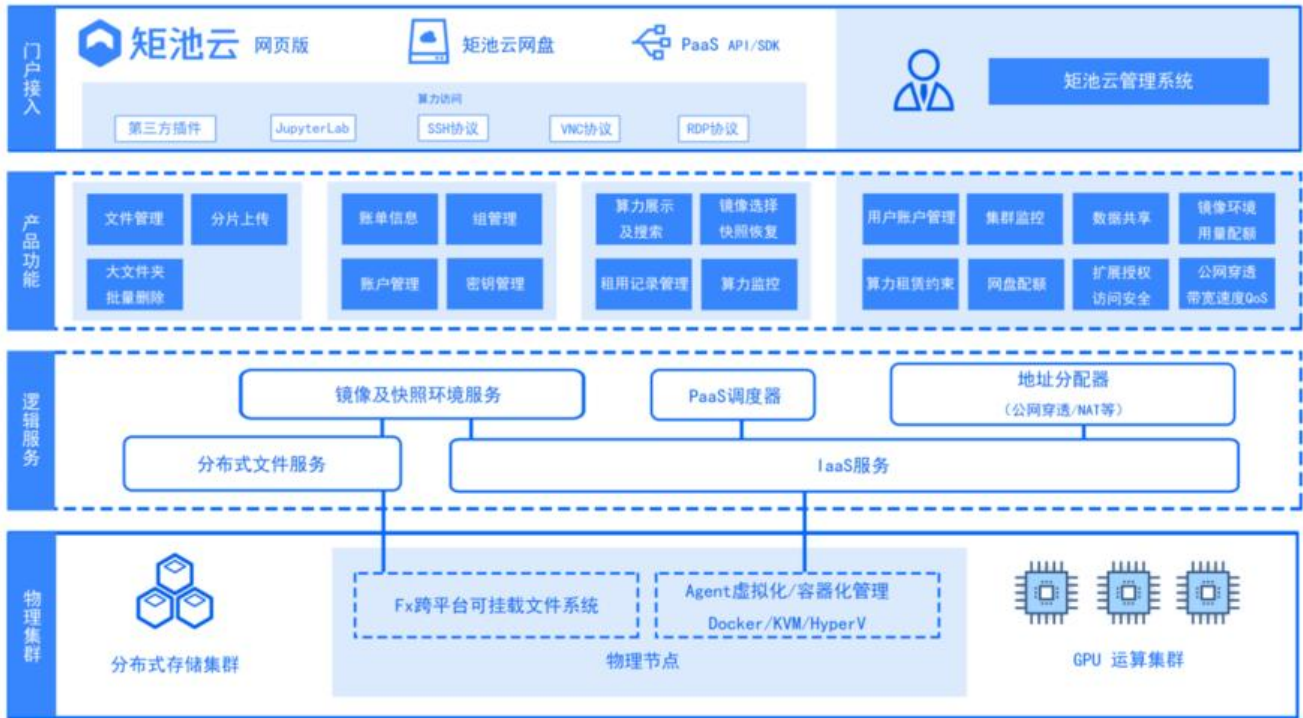 门户接入
矩池云 网页版
矩池云网盘
PaaS API/SDK
算力访问
第三方插件
JupyterLab
SSH协议
VNC协议
RDP协议
矩池云管理系统
产品功能
文件管理
分片上传
大文件夹
批量删除
账单信息
组管理
账户管理
密钥管理
算力展示
及搜索
镜像选择
快照恢复
租用记录管理
算力监控
用户账户管理
集群监控
数据共享
镜像环境
用量配额
算力租赁约束
网盘配额
扩展授权
访问安全
公网穿透
带宽速度QoS
逻辑服务
镜像及快照环境服务
PaaS调度器
地址分配器
(公网穿透/NAT等)
分布式文件服务
IaaS服务
物理集群
分布式存储集群
Fx跨平台可挂载文件系统
Agent虚拟化/容器化管理
Docker/KVM/HyperV
物理节点
GPU 运算集群